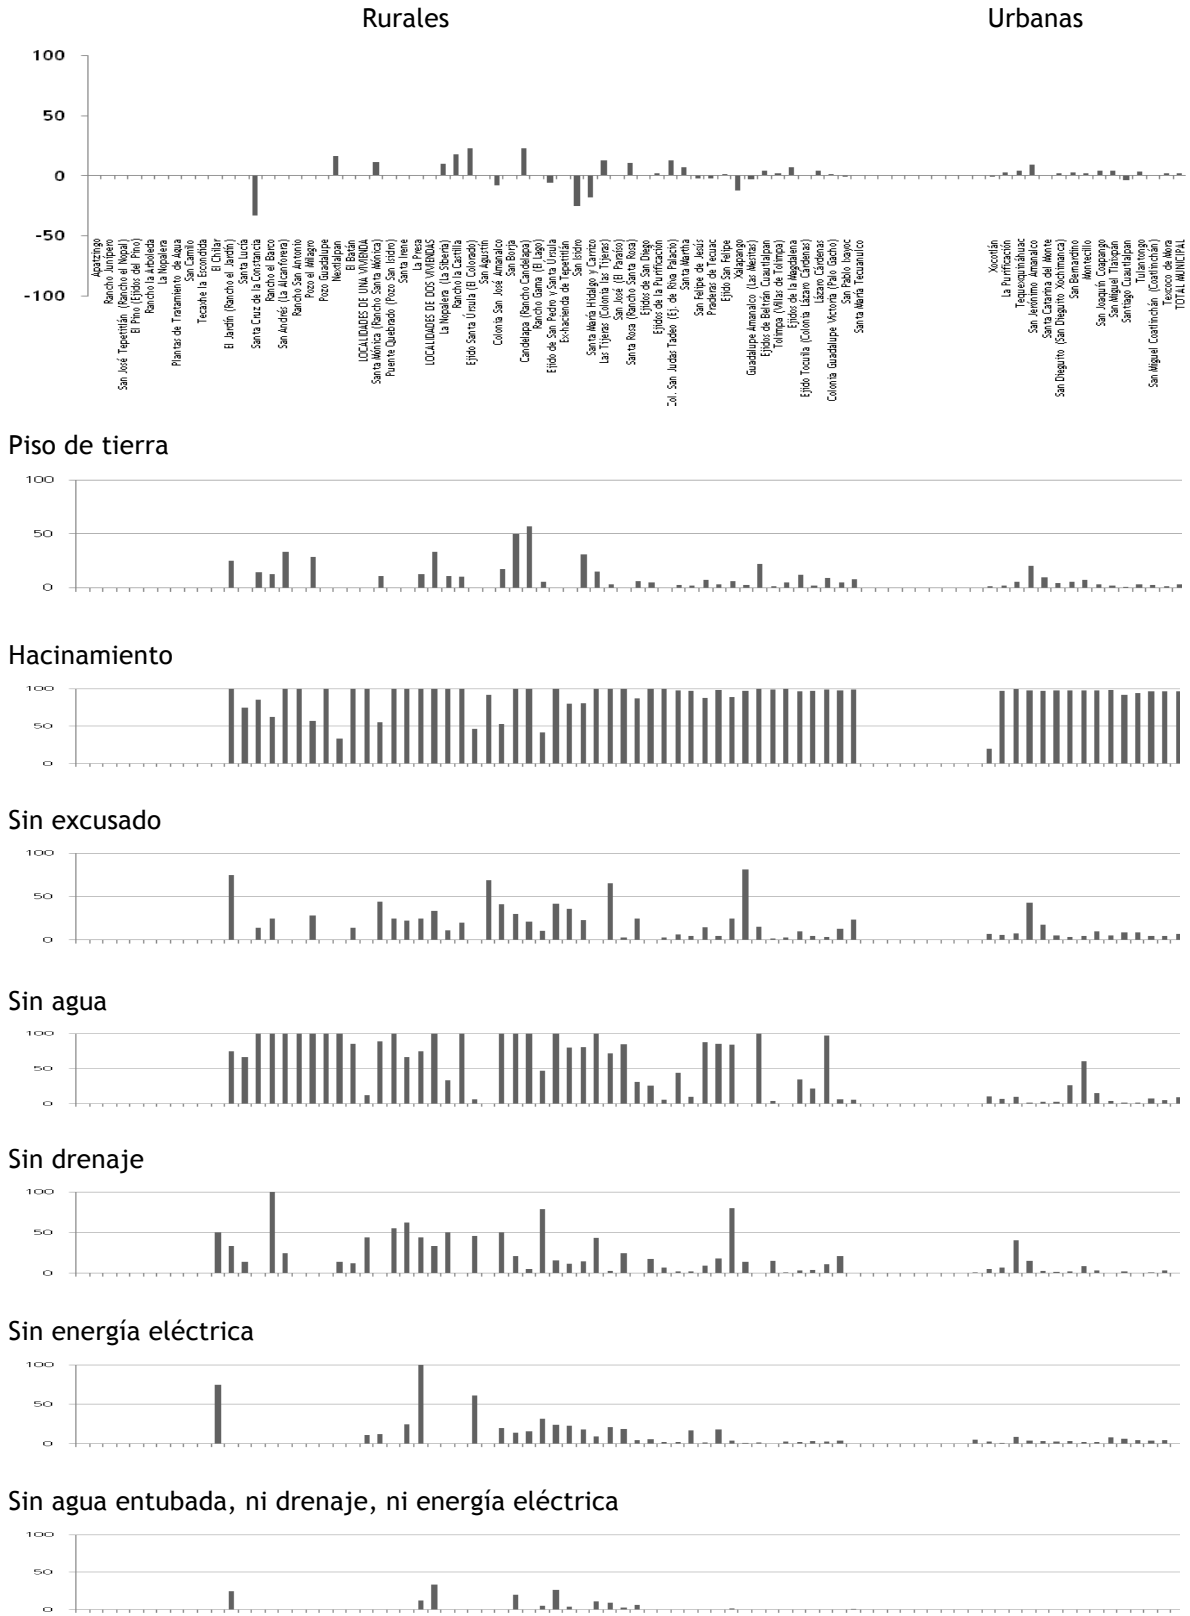 Rurales
Urbanas
100
50
0
-50
-100
Apatzingo
Rancho Junípero
San José Tepetitlán (Rancho el Nopal)
El Pino (Ejidos del Pino)
Rancho la Arboleda
La Nopalera
Plantas de Tratamiento de Agua
San Camilo
Tecauhe la Escondida
El Chilar
El Jardín (Rancho el Jardín)
Santa Lucía
Santa Cruz de la Constancia
Rancho el Barco
San Andrés (La Alcanforera)
Rancho San Antonio
Pozo el Milagro
Pozo Guadalupe
Nextlalpan
El Batán
LOCALIDADES DE UNA VIVIENDA
Santa Mónica (Rancho Santa Mónica)
Puente Quebrado (Pozo San Isidro)
Santa Irene
La Presa
LOCALIDADES DE DOS VIVIENDAS
La Nopalera (La Siberia)
Rancho la Castilla
Ejido Santa Úrsula (El Colorado)
San Agustín
Colonia San José Amanalco
San Borja
Candelapa (Rancho Candelapa)
Rancho Gama (El Lago)
Ejido de San Pedro y Santa Úrsula
Ex-hacienda de Tepetitlán
San Isidro
Santa María Hidalgo y Carrizo
Las Tijeras (Colonia las Tijeras)
San José (El Paraíso)
Santa Rosa (Rancho Santa Rosa)
Ejidos de San Diego
Ejidos de la Purificación
Col. San Judas Tadeo (Ej. de Riva Palacio)
Santa Martha
San Felipe de Jesús
Praderas de Tecuac
Ejido San Felipe
Xalapango
Guadalupe Amanalco (Las Mesitas)
Ejidos de Beltrán Cuautlalpan
Tolimpa (Villas de Tolimpa)
Ejidos de la Magdalena
Ejido Tocuila (Colonia Lázaro Cárdenas)
Lázaro Cárdenas
Colonia Guadalupe Victoria (Palo Gacho)
San Pablo Ixayoc
Santa María Tecuanulco
Xocotlán
La Purificación
Tequexquinahuac
San Jerónimo Amanalco
Santa Catarina del Monte
San Dieguito (San Dieguito Xochimanca)
San Bernardino
Montecillo
San Joaquín Coapango
San Miguel Tlaixpán
Santiago Cuautlalpan
Tulantongo
San Miguel Coatlinchán (Coatlinchán)
Texcoco de Mora
TOTAL MUNICIPAL
Piso de tierra
100
50
0
Hacinamiento
100
50
0
Sin excusado
100
50
0
Sin agua
100
50
0
Sin drenaje
100
50
0
Sin energía eléctrica
100
50
0
Sin agua entubada, ni drenaje, ni energía eléctrica
100
50
0